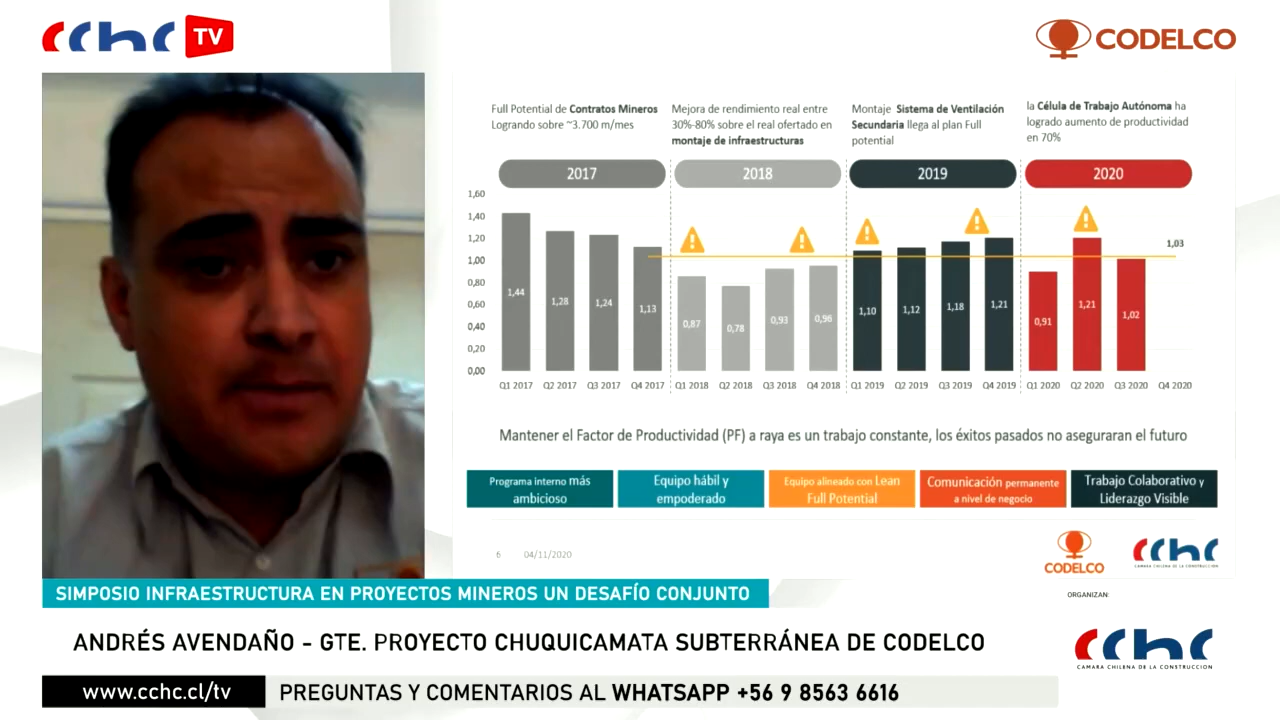 CChC TV
CODELCO
Full Potential de Contratos Mineros
Logrando sobre ~3.700 m/mes
Mejora de rendimiento real entre
30%-80% sobre el real ofertado en
montaje de infraestructuras
Montaje Sistema de Ventilación
Secundaria llega al plan Full
potential
la Célula de Trabajo Autónoma ha
logrado aumento de productividad
en 70%
2017
2018
2019
2020
1,60
1,40
1,20
1,00
0,80
0,60
0,40
0,20
0,00
1,44
1,28
1,24
1,13
0,87
0,78
0,93
0,96
1,10
1,12
1,18
1,21
0,91
1,21
1,02
1,03
Q1 2017
Q2 2017
Q3 2017
Q4 2017
Q1 2018
Q2 2018
Q3 2018
Q4 2018
Q1 2019
Q2 2019
Q3 2019
Q4 2019
Q1 2020
Q2 2020
Q3 2020
Q4 2020
Mantener el Factor de Productividad (PF) a raya es un trabajo constante, los éxitos pasados no aseguraran el futuro
Programa interno más
ambicioso
Equipo hábil y
empoderado
Equipo alineado con Lean
Full Potential
Comunicación permanente
a nivel de negocio
Trabajo Colaborativo y
Liderazgo Visible
6 04/11/2020
CODELCO
CChC
CAMARA CHILENA DE LA CONSTRUCCION
SIMPOSIO INFRAESTRUCTURA EN PROYECTOS MINEROS UN DESAFÍO CONJUNTO
ORGANIZAN:
ANDRÉS AVENDAÑO - GTE. PROYECTO CHUQUICAMATA SUBTERRÁNEA DE CODELCO
CChC
CAMARA CHILENA DE LA CONSTRUCCION
www.cchc.cl/tv
PREGUNTAS Y COMENTARIOS AL WHATSAPP +56 9 8563 6616